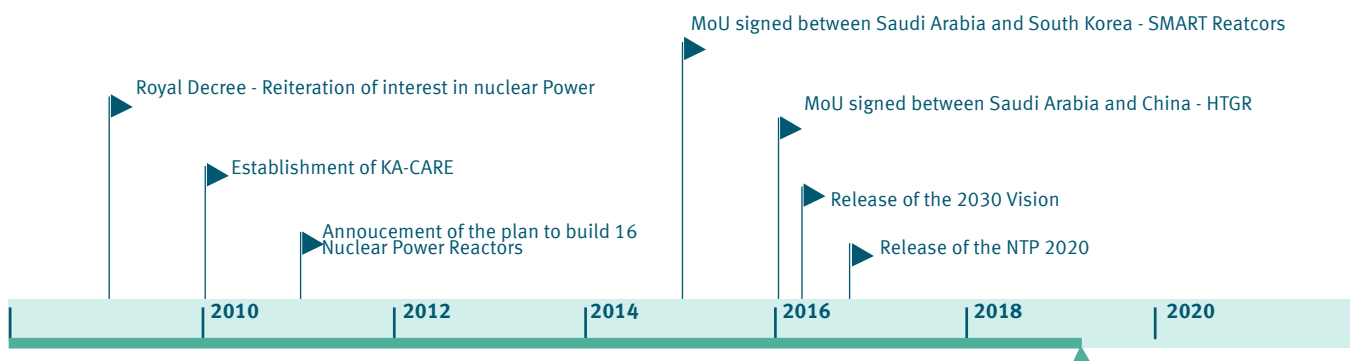 MoU signed between Saudi Arabia and South Korea - SMART Reatcors
Royal Decree - Reiteration of interest in nuclear Power
MoU signed between Saudi Arabia and China - HTGR
Establishment of KA-CARE
Release of the 2030 Vision
Annoucement of the plan to build 16
Nuclear Power Reactors
Release of the NTP 2020
2010 2012 2014 2016 2018 2020